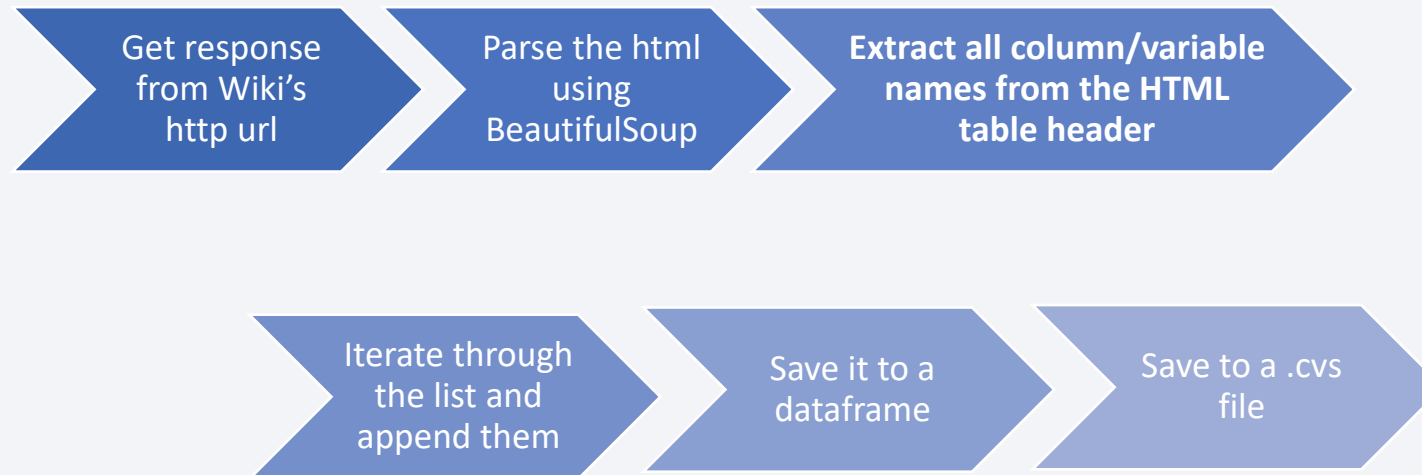 Get response
from Wiki's
http url
Parse the html
using
BeautifulSoup
Extract all column/variable
names from the HTML
table header
Iterate through
the list and
append them
Save it to a
dataframe
Save to a .cvs
file